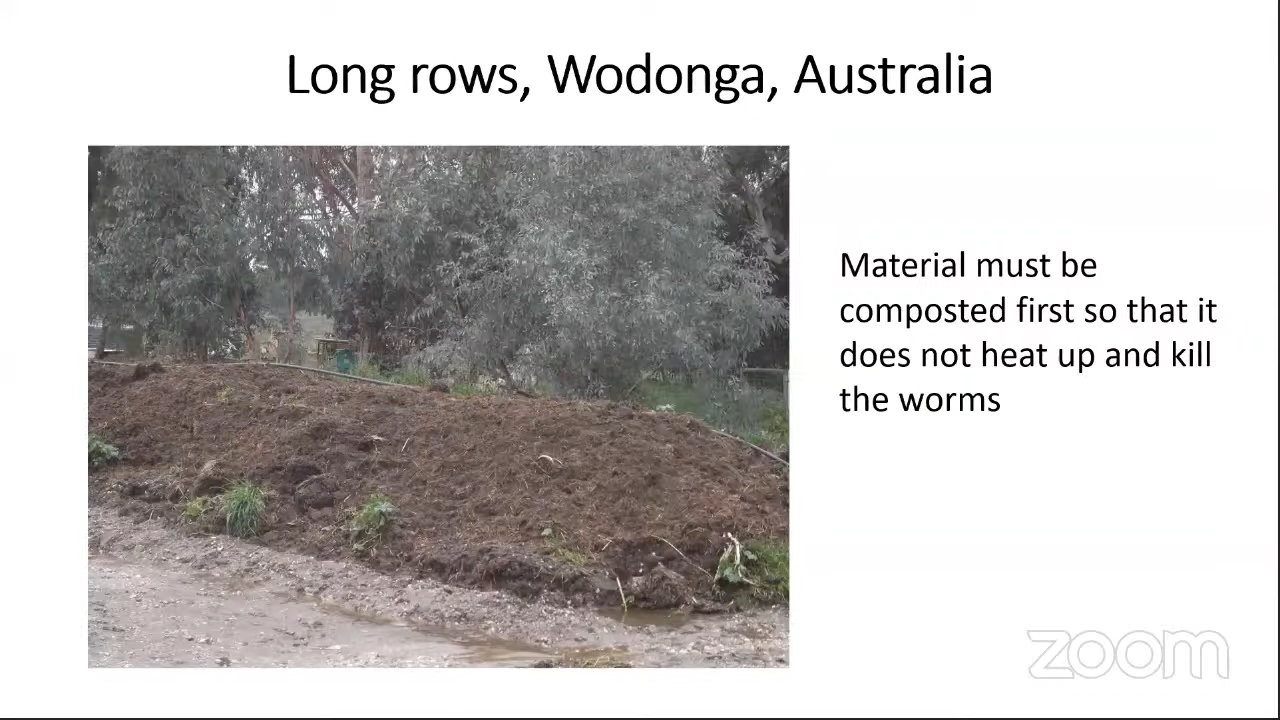 Long rows, Wodonga, Australia
Material must be
composted first so that it
does not heat up and kill
the worms
zoom